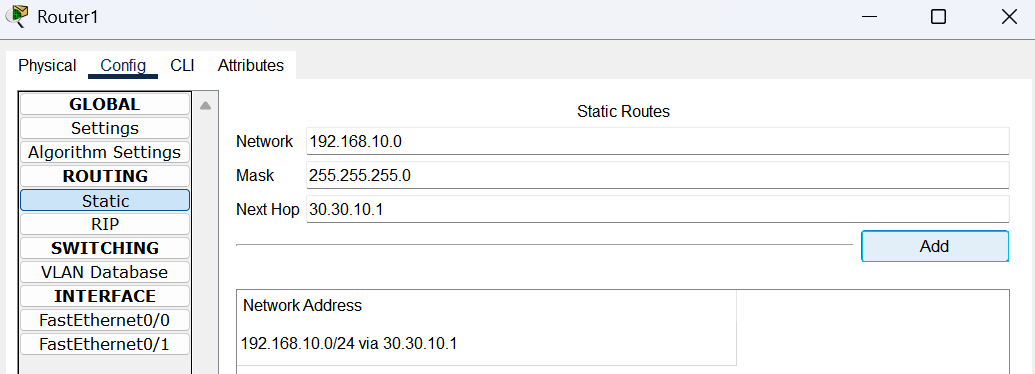 Router1
Physical Config CLI Attributes
GLOBAL
Settings
Algorithm Settings
ROUTING
Static
RIP
SWITCHING
VLAN Database
INTERFACE
FastEthernet0/0
FastEthernet0/1
Static Routes
Network 192.168.10.0
Mask 255.255.255.0
Next Hop 30.30.10.1
Add
Network Address
192.168.10.0/24 via 30.30.10.1